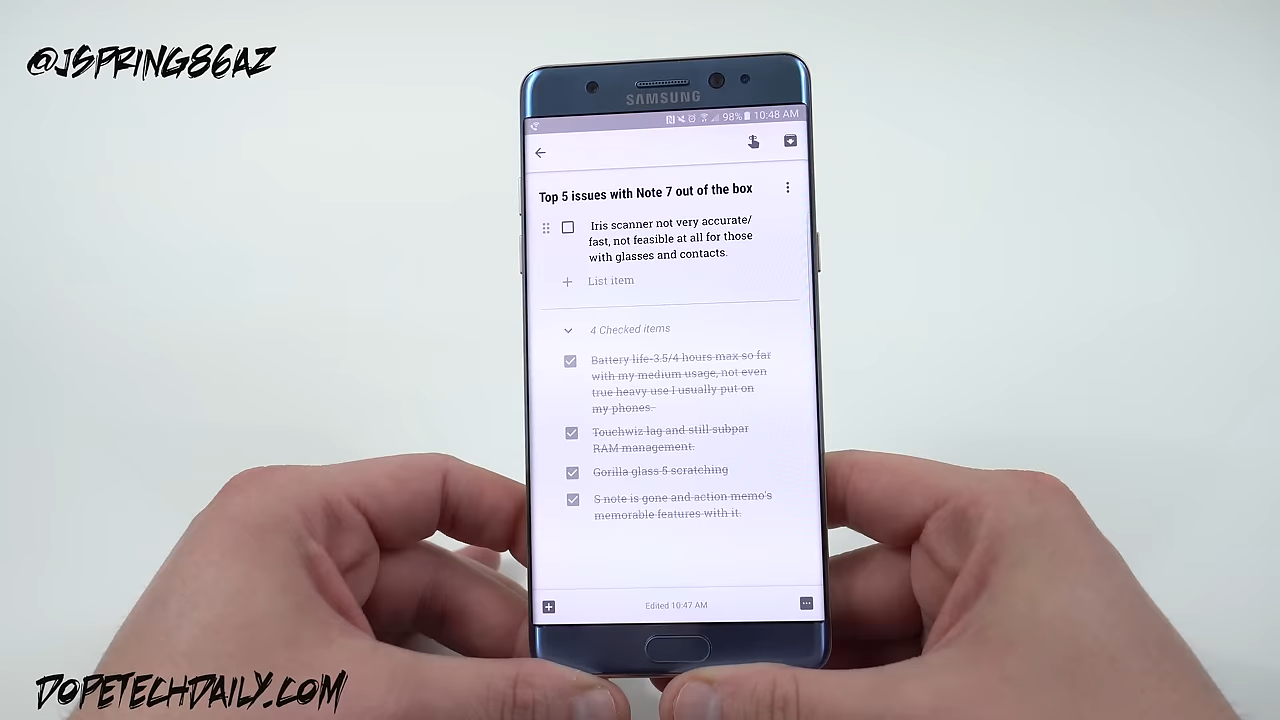 @JSPRING86AZ
SAMSUNG
98% 10:48 AM
Top 5 issues with Note 7 out of the box
Iris scanner not very accurate/
fast, not feasible at all for those
with glasses and contacts.
List item
4 Checked items
Battery life-3.5/4 hours max so far
with my medium usage, not even
true heavy use I usually put on
my phones.
Touchwiz lag and still subpar
RAM management.
Gorilla glass 5 scratching
S note is gone and action memo's
memorable features with it.
Edited 10:47 AM
DOPETECHDAILY.COM